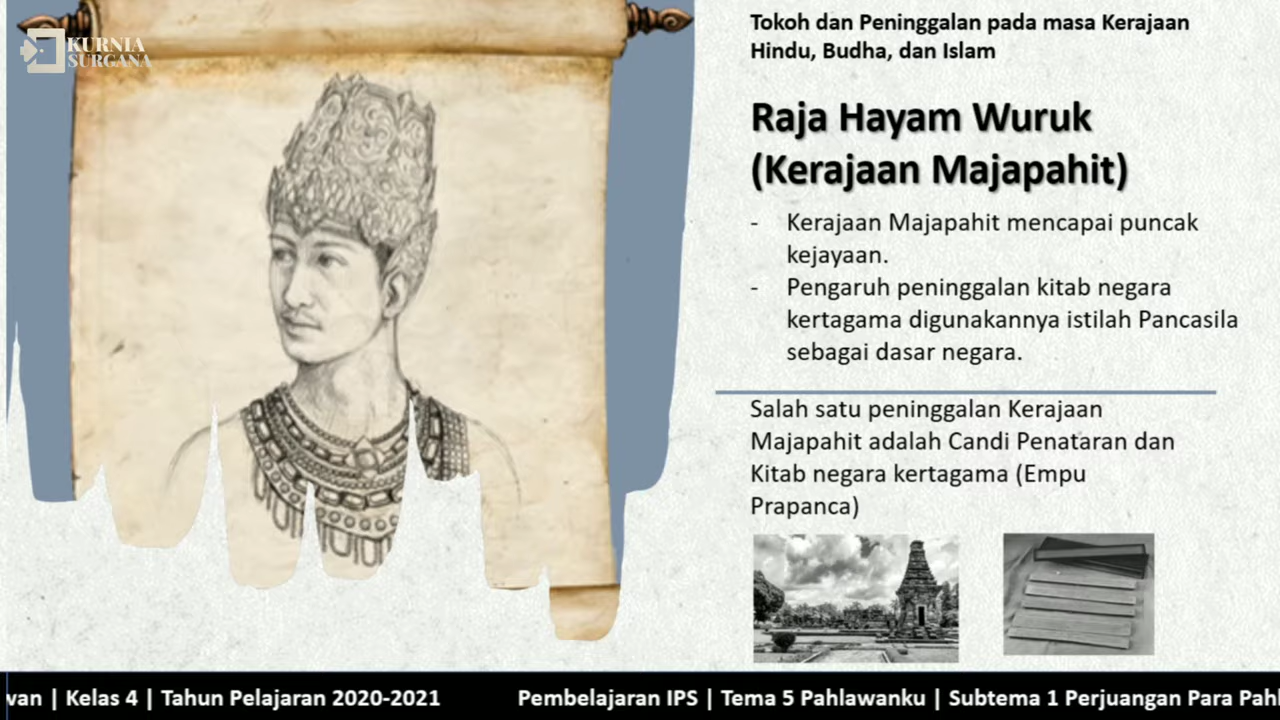 KURNIA
SURGANA
Tokoh dan Peninggalan pada masa Kerajaan
Hindu, Budha, dan Islam
Raja Hayam Wuruk
(Kerajaan Majapahit)
- Kerajaan Majapahit mencapai puncak
kejayaan.
- Pengaruh peninggalan kitab negara
kertagama digunakannya istilah Pancasila
sebagai dasar negara.
Salah satu peninggalan Kerajaan
Majapahit adalah Candi Penataran dan
Kitab negara kertagama (Empu
Prapanca)
van | Kelas 4 | Tahun Pelajaran 2020-2021 Pembelajaran IPS | Tema 5 Pahlawanku | Subtema 1 Perjuangan Para Pahl